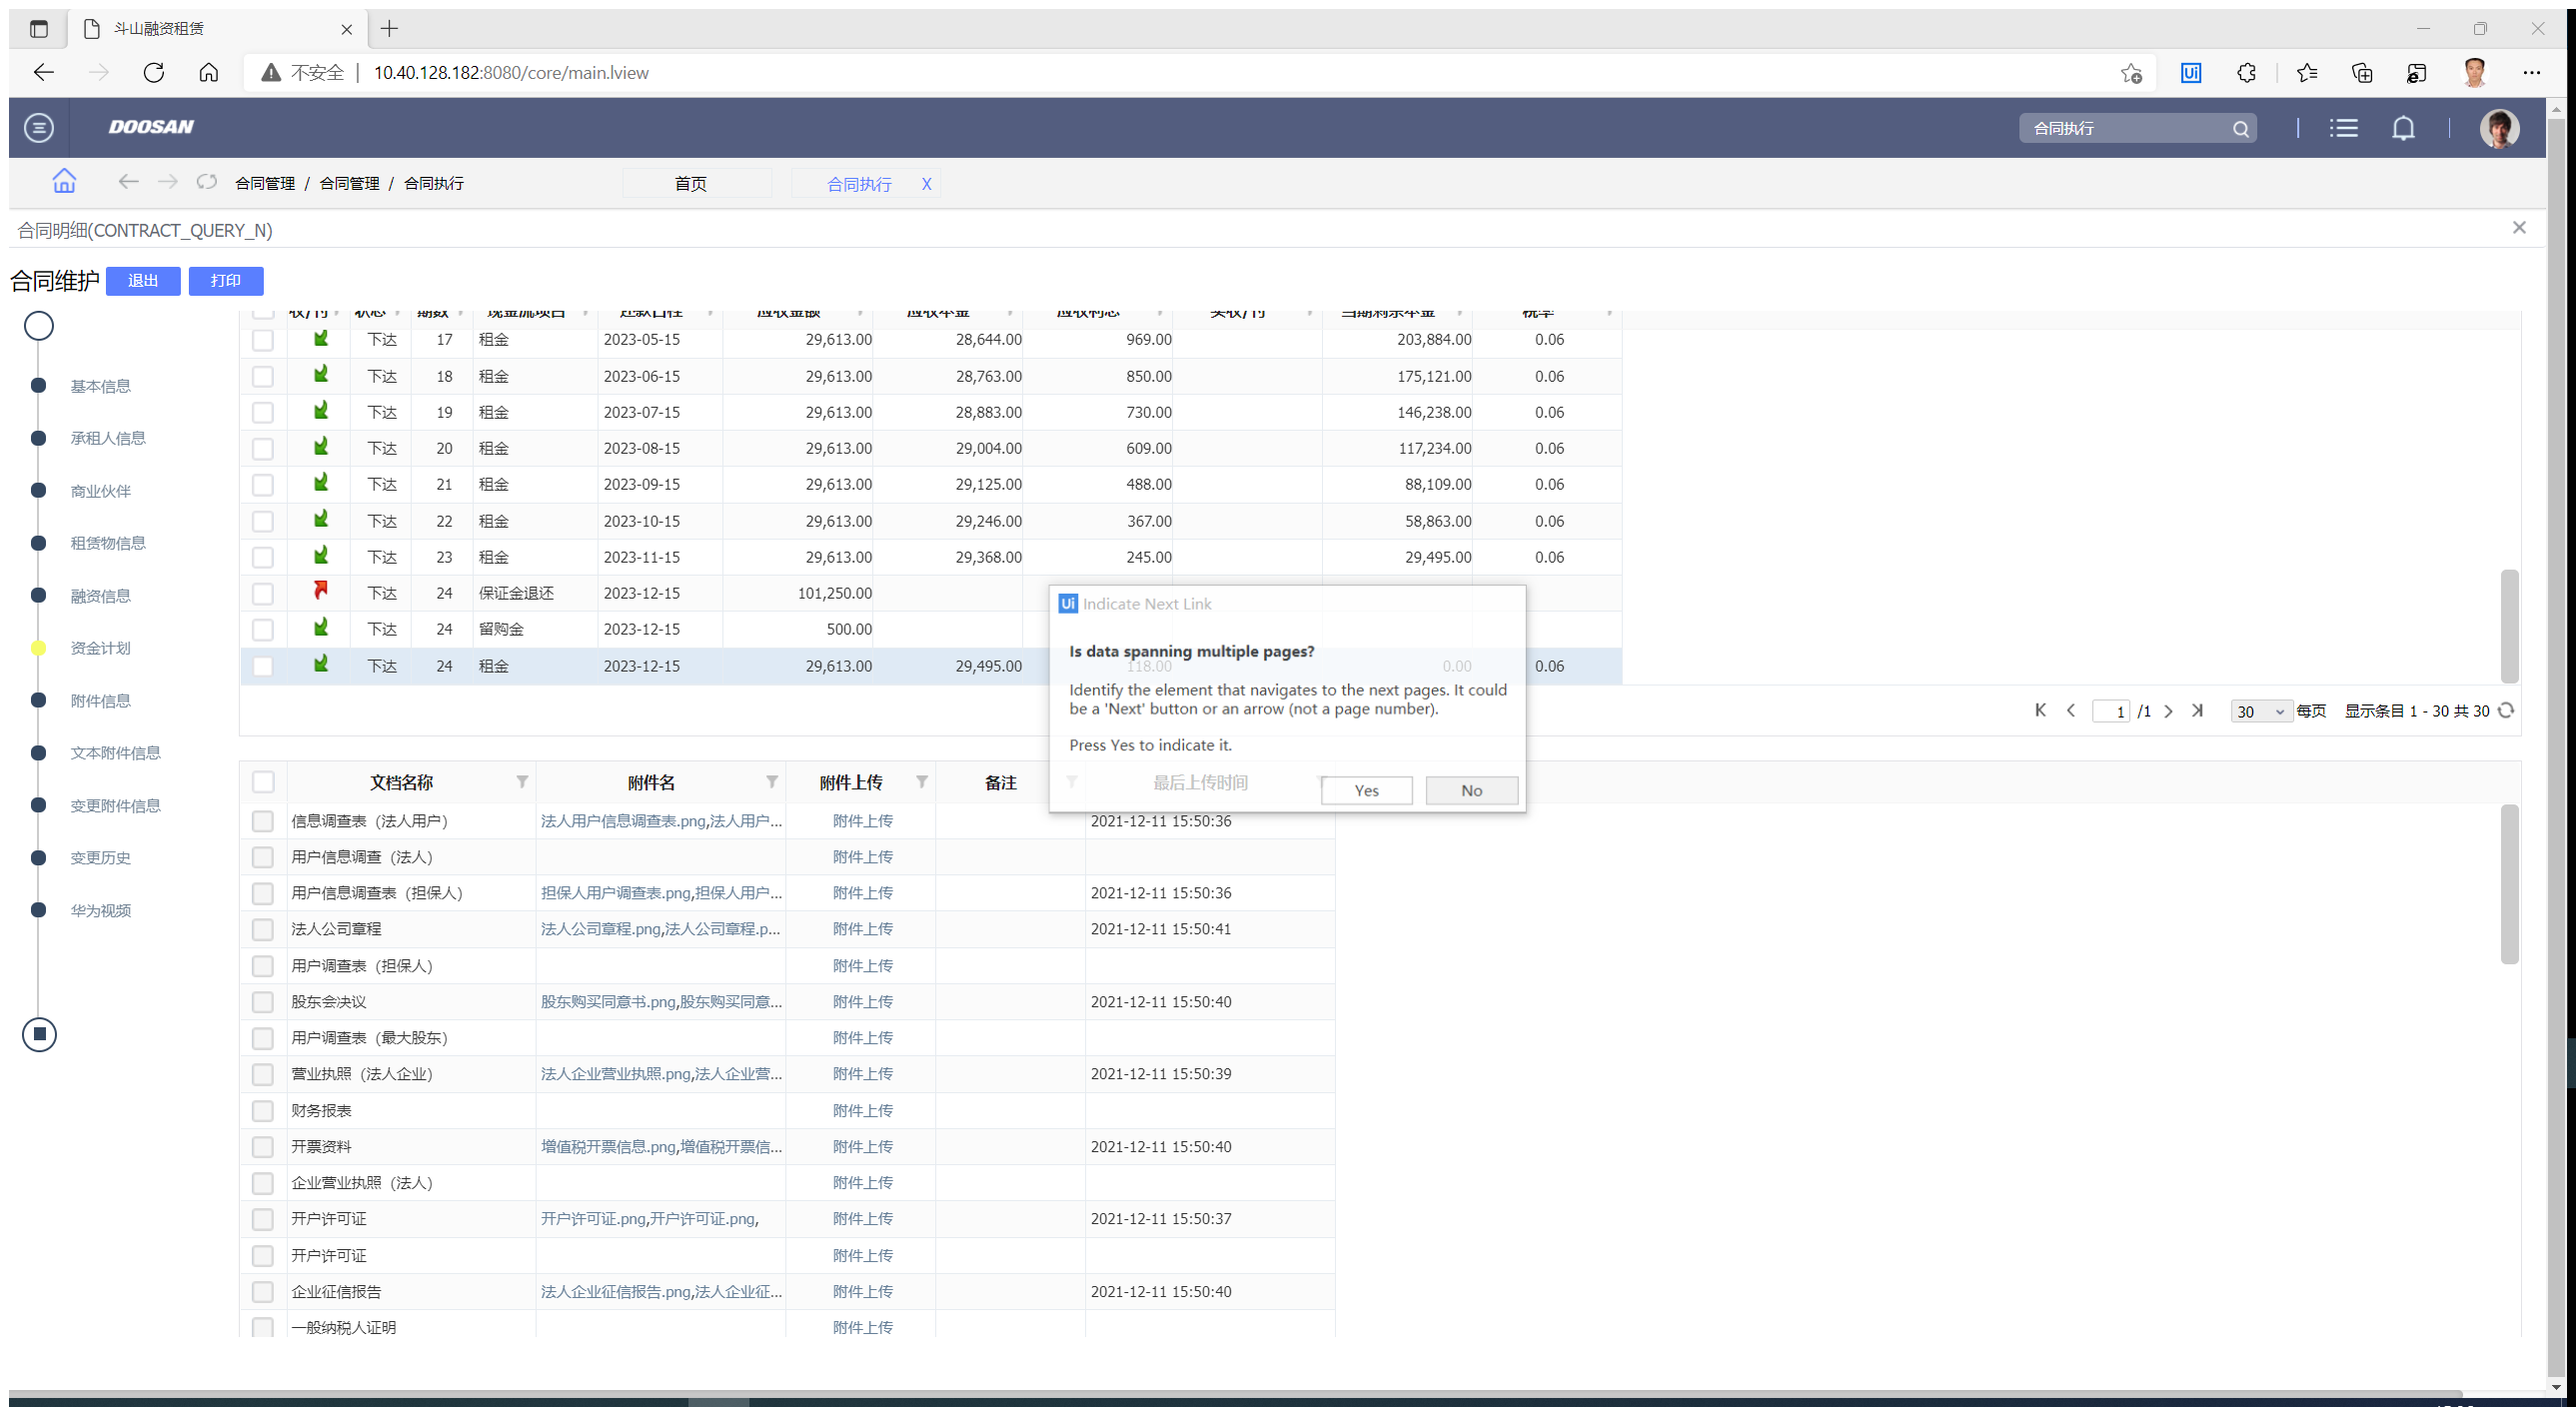 斗山融资租赁
不安全 10.40.128.182:8080/core/main.lview
DOOSAN 合同执行
合同管理 / 合同管理 / 合同执行 首页 合同执行 X
合同明细(CONTRACT_QUERY_N)
合同维护 退出 打印
收/付 状态 期数 现金流项目 还款日程 应收金额 应收本金 应收利息 实收/付 当期剩余本金 税率
下达 17 租金 2023-05-15 29,613.00 28,644.00 969.00 203,884.00 0.06
下达 18 租金 2023-06-15 29,613.00 28,763.00 850.00 175,121.00 0.06
下达 19 租金 2023-07-15 29,613.00 28,883.00 730.00 146,238.00 0.06
下达 20 租金 2023-08-15 29,613.00 29,004.00 609.00 117,234.00 0.06
下达 21 租金 2023-09-15 29,613.00 29,125.00 488.00 88,109.00 0.06
下达 22 租金 2023-10-15 29,613.00 29,246.00 367.00 58,863.00 0.06
下达 23 租金 2023-11-15 29,613.00 29,368.00 245.00 29,495.00 0.06
下达 24 保证金退还 2023-12-15 101,250.00
下达 24 留购金 2023-12-15 500.00
下达 24 租金 2023-12-15 29,613.00 29,495.00 118.00 0.00 0.06
基本信息
承租人信息
商业伙伴
租赁物信息
融资信息
资金计划
附件信息
文本附件信息
变更附件信息
变更历史
华为视频
Ui Indicate Next Link
Is data spanning multiple pages?
Identify the element that navigates to the next pages. It could
be a 'Next' button or an arrow (not a page number).
Press Yes to indicate it.
Yes No
1 /1 30 每页 显示条目 1 - 30 共 30
文档名称 附件名 附件上传 备注 最后上传时间
信息调查表（法人用户） 法人用户信息调查表.png,法人用户... 附件上传 2021-12-11 15:50:36
用户信息调查（法人） 附件上传
用户信息调查表（担保人） 担保人用户调查表.png,担保人用户... 附件上传 2021-12-11 15:50:36
法人公司章程 法人公司章程.png,法人公司章程.p... 附件上传 2021-12-11 15:50:41
用户调查表（担保人） 附件上传
股东会决议 股东购买同意书.png,股东购买同意... 附件上传 2021-12-11 15:50:40
用户调查表（最大股东） 附件上传
营业执照（法人企业） 法人企业营业执照.png,法人企业营... 附件上传 2021-12-11 15:50:39
财务报表 附件上传
开票资料 增值税开票信息.png,增值税开票信... 附件上传 2021-12-11 15:50:40
企业营业执照（法人） 附件上传
开户许可证 开户许可证.png,开户许可证.png, 附件上传 2021-12-11 15:50:37
开户许可证 附件上传
企业征信报告 法人企业征信报告.png,法人企业征... 附件上传 2021-12-11 15:50:40
一般纳税人证明 附件上传